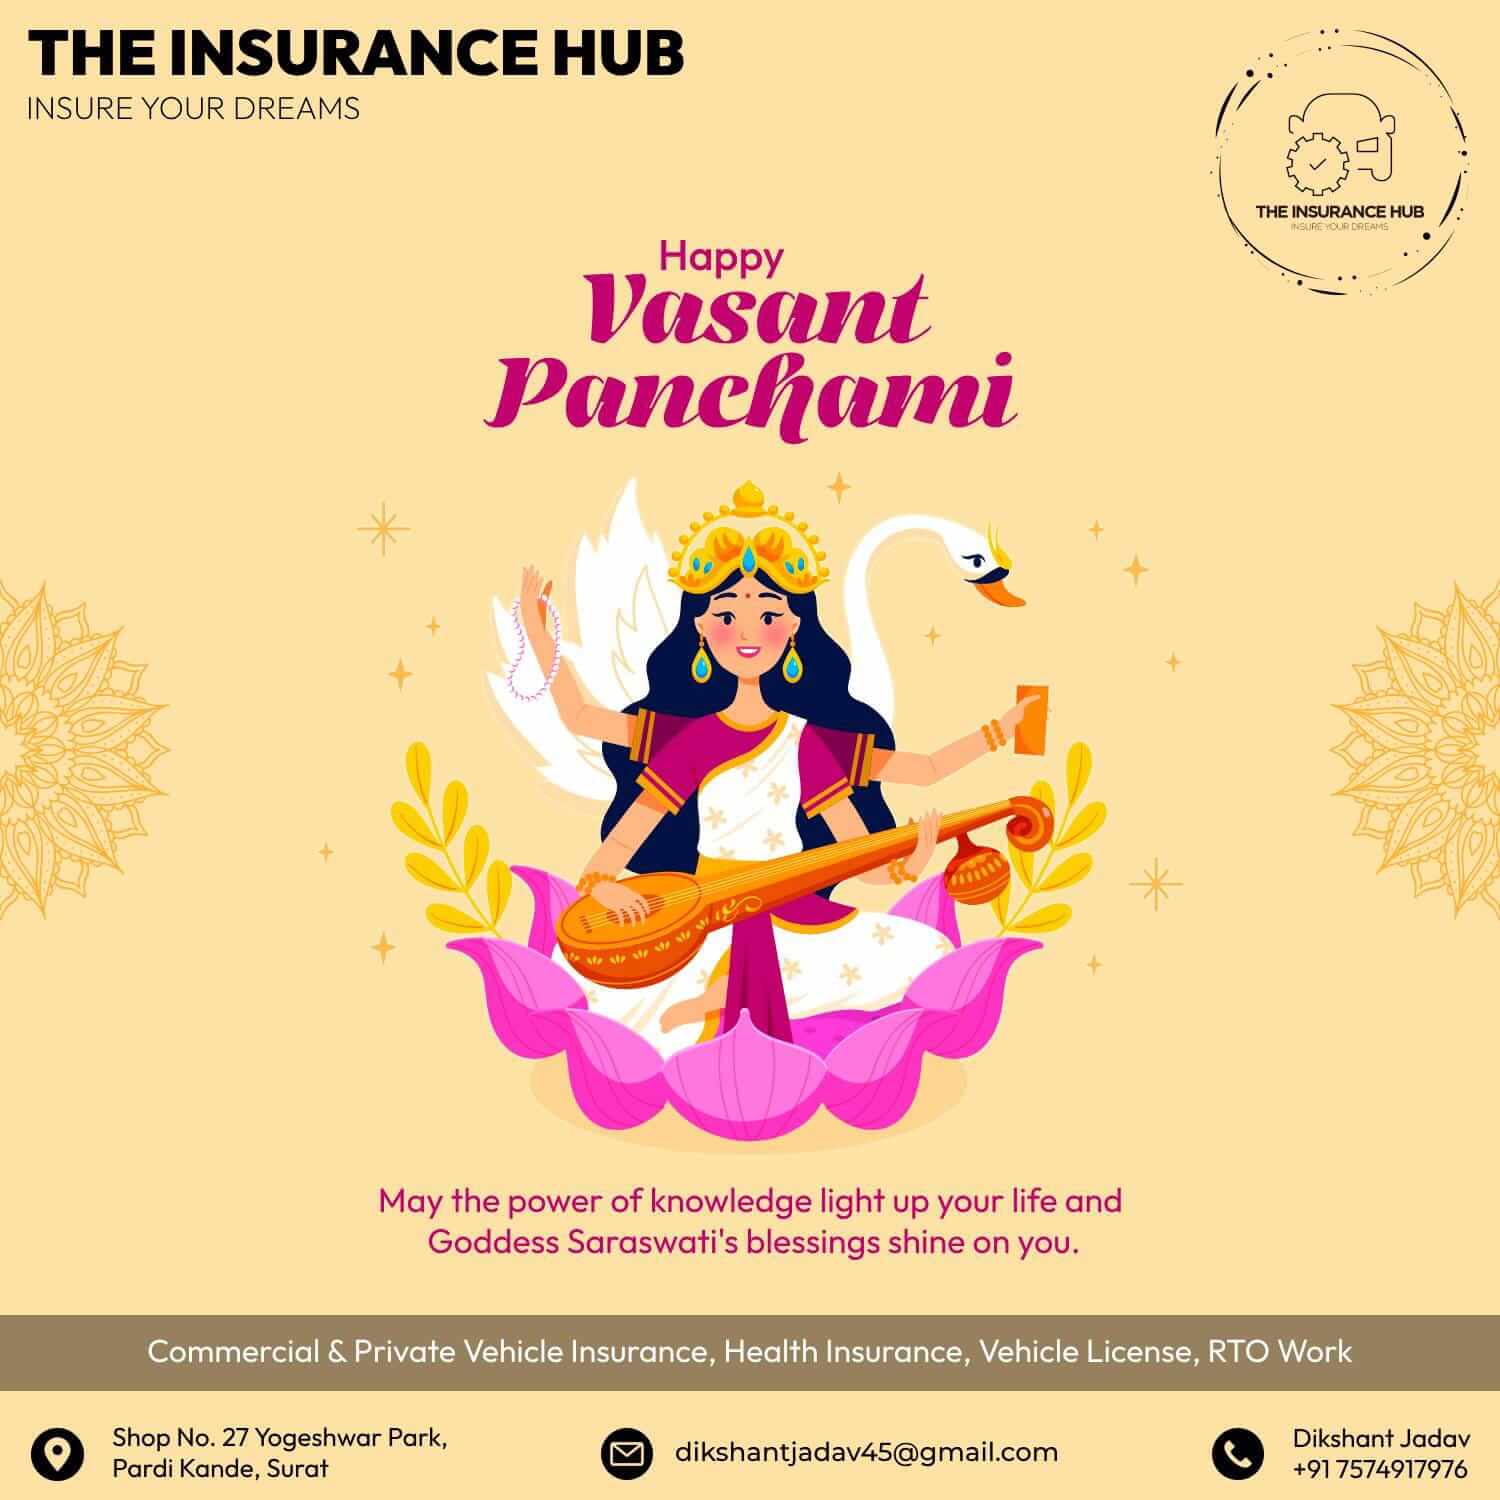 THE INSURANCE HUB
INSURE YOUR DREAMS
THE INSURANCE HUB
INSURE YOUR DREAMS
Happy
Vasant
Panchami
May the power of knowledge light up your life and
Goddess Saraswati's blessings shine on you.
Commercial & Private Vehicle Insurance, Health Insurance, Vehicle License, RTO Work
Shop No. 27 Yogeshwar Park,
Pardi Kande, Surat
dikshantjadav45@gmail.com
Dikshant Jadav
+91 7574917976